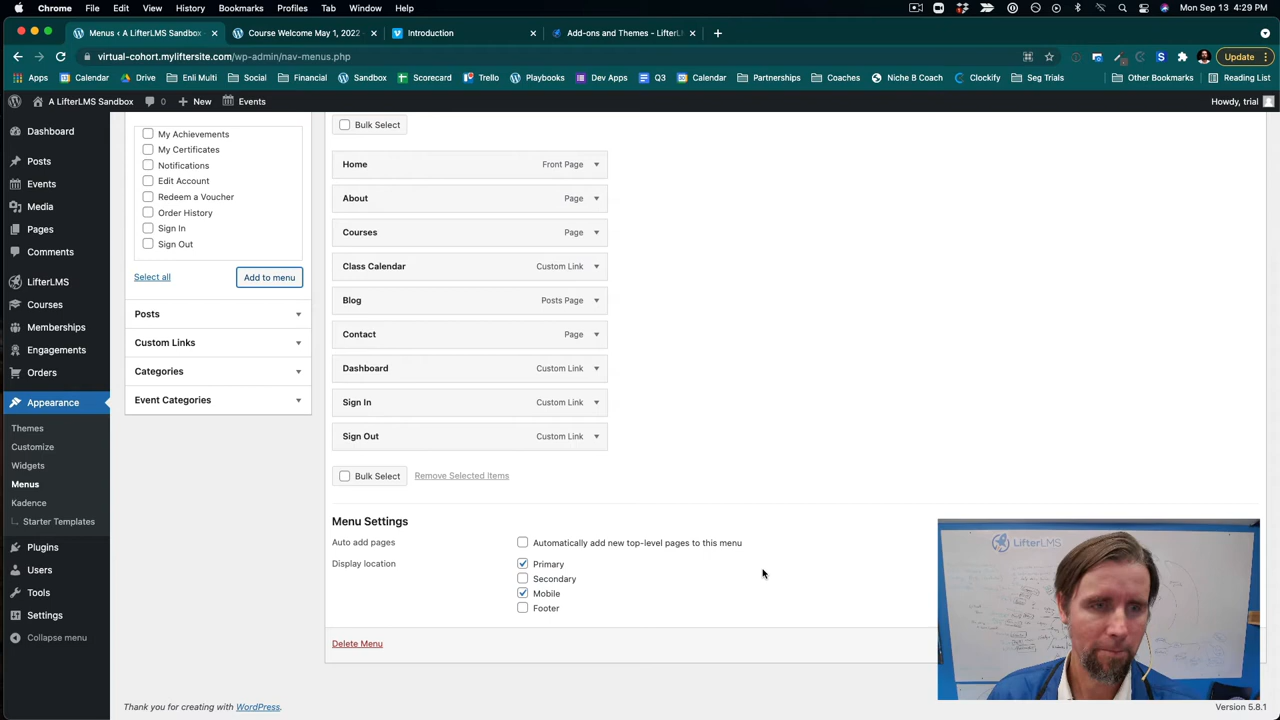 Chrome File Edit View History Bookmarks Profiles Tab Window Help Mon Sep 13 4:29 PM
Menus < A LifterLMS Sandbox Course Welcome May 1, 2022 - Introduction Add-ons and Themes - LifterLM
virtual-cohort.myliftersite.com/wp-admin/nav-menus.php Update
Apps Calendar Drive Enli Multi Social Financial Sandbox Scorecard Trello Playbooks Dev Apps Q3 Calendar Partnerships Coaches Niche B Coach Clockify Seg Trials Other Bookmarks Reading List
A LifterLMS Sandbox 0 New Events Howdy, trial
Dashboard
Posts
Events
Media
Pages
Comments
LifterLMS
Courses
Memberships
Engagements
Orders
Appearance
Themes
Customize
Widgets
Menus
Kadence
Starter Templates
Plugins
Users
Tools
Settings
Collapse menu
My Achievements
My Certificates
Notifications
Edit Account
Redeem a Voucher
Order History
Sign In
Sign Out
Select all Add to menu
Posts
Custom Links
Categories
Event Categories
Bulk Select
Home Front Page
About Page
Courses Page
Class Calendar Custom Link
Blog Posts Page
Contact Page
Dashboard Custom Link
Sign In Custom Link
Sign Out Custom Link
Bulk Select Remove Selected Items
Menu Settings
Auto add pages Automatically add new top-level pages to this menu
Display location Primary
Secondary
Mobile
Footer
Delete Menu
LifterLMS
Thank you for creating with WordPress. Version 5.8.1